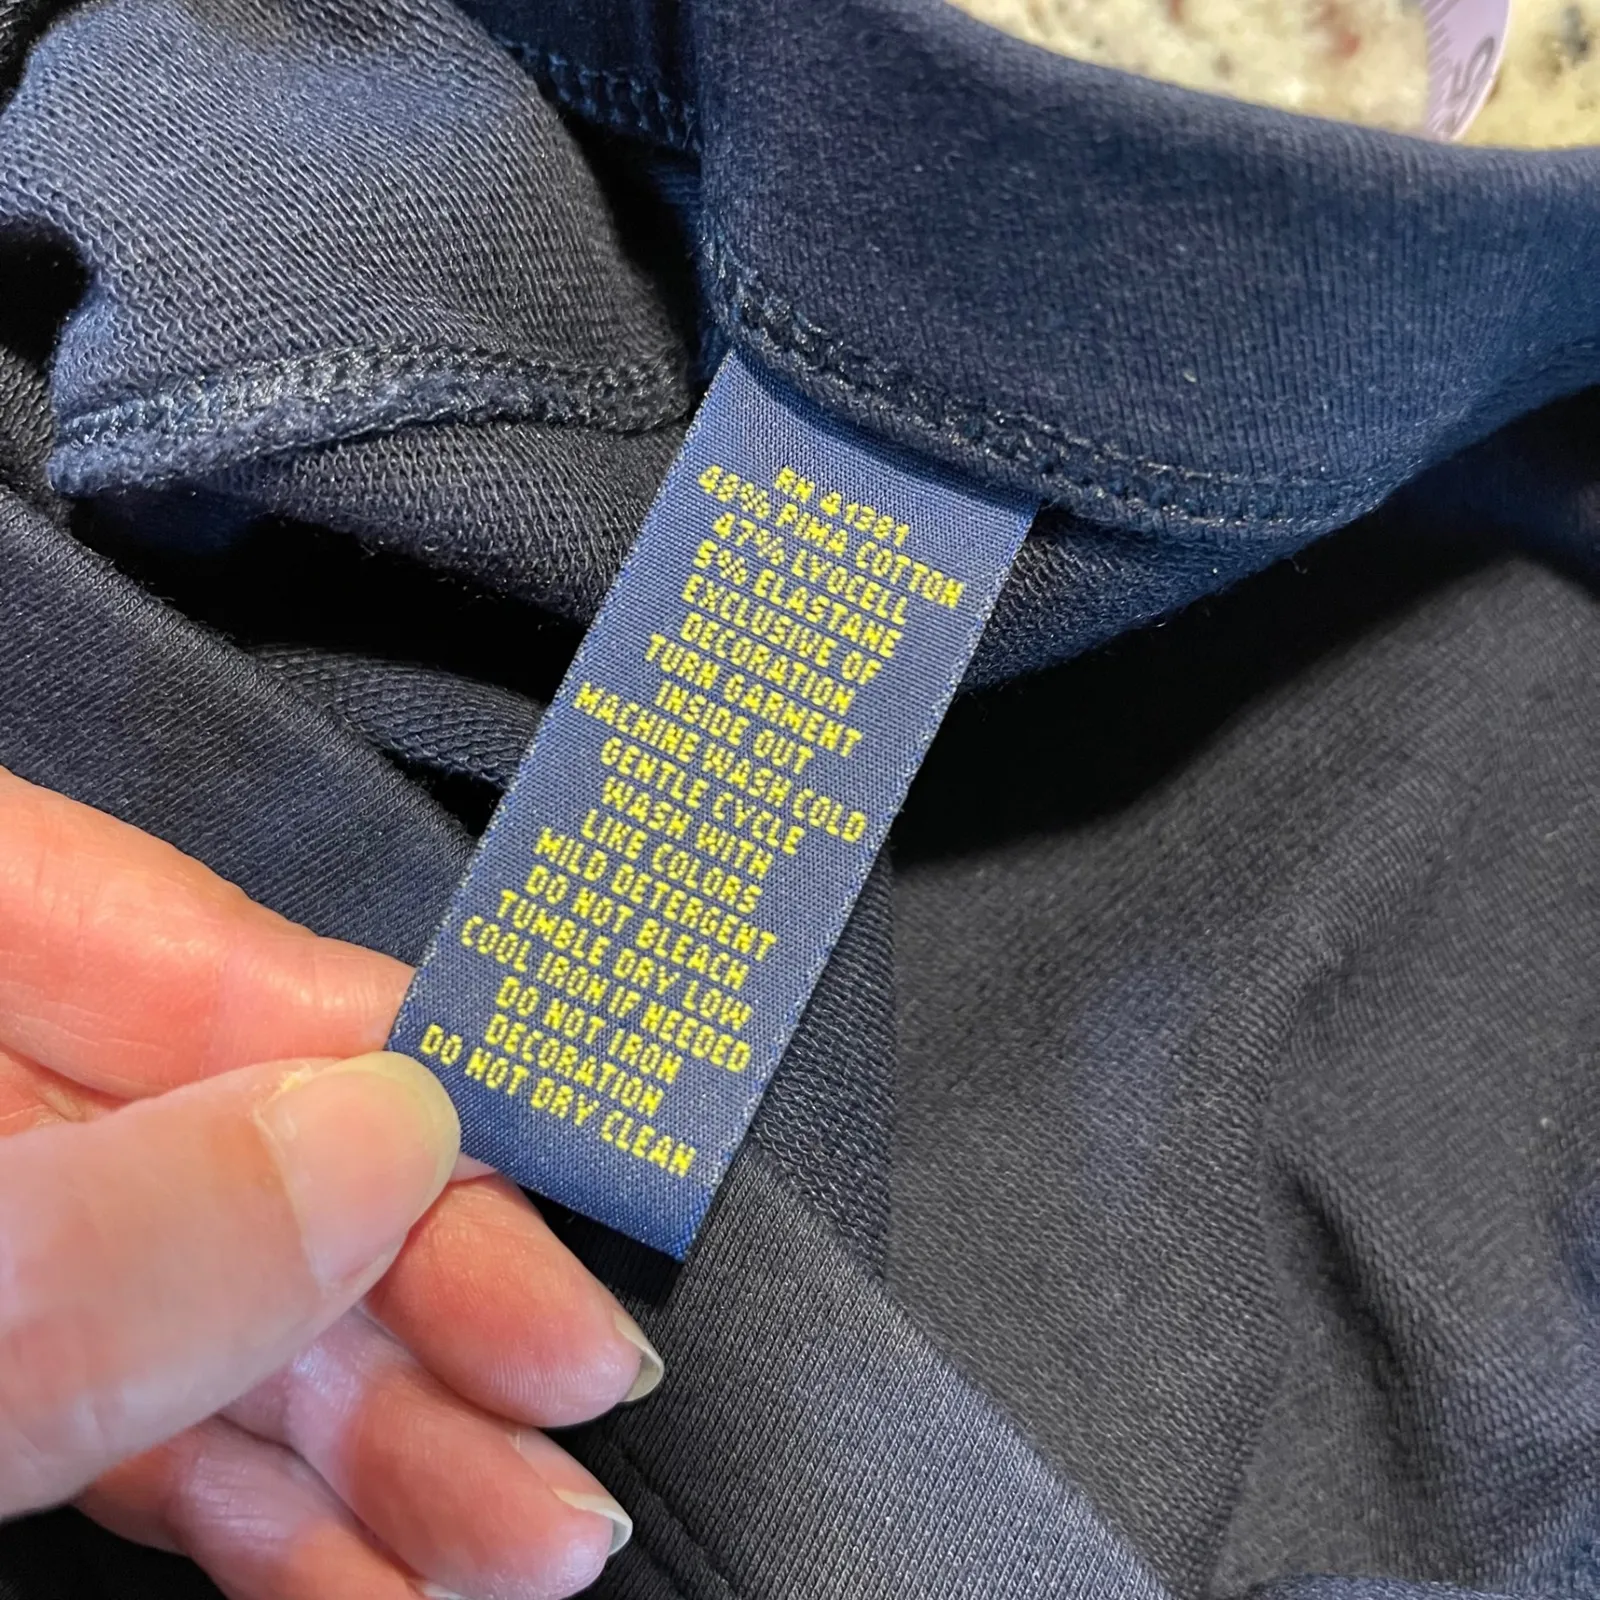 RN 41381
48% PIMA COTTON
47% LYOCELL
5% ELASTANE
EXCLUSIVE OF
DECORATION
TURN GARMENT
INSIDE OUT
MACHINE WASH COLD
GENTLE CYCLE
WASH WITH
LIKE COLORS
MILD DETERGENT
DO NOT BLEACH
TUMBLE DRY LOW
COOL IRON IF NEEDED
DO NOT IRON
DECORATION
DO NOT DRY CLEAN